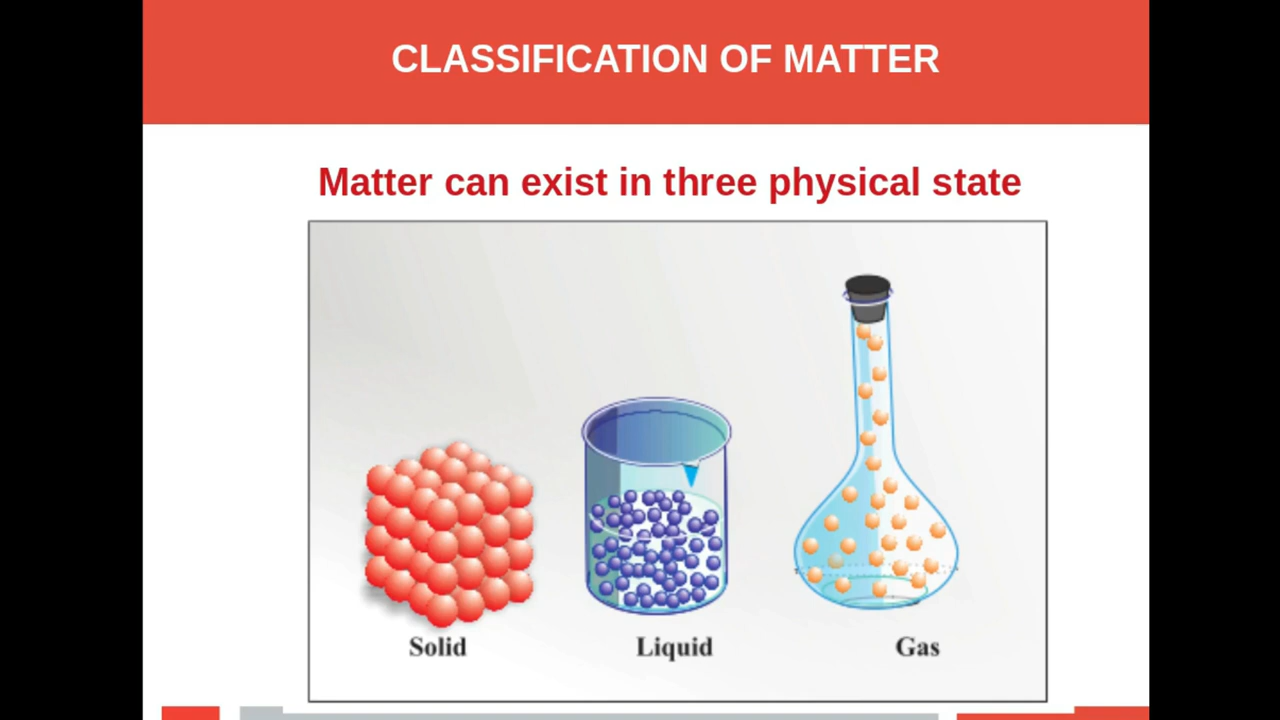 CLASSIFICATION OF MATTER
Matter can exist in three physical state
Solid Liquid Gas